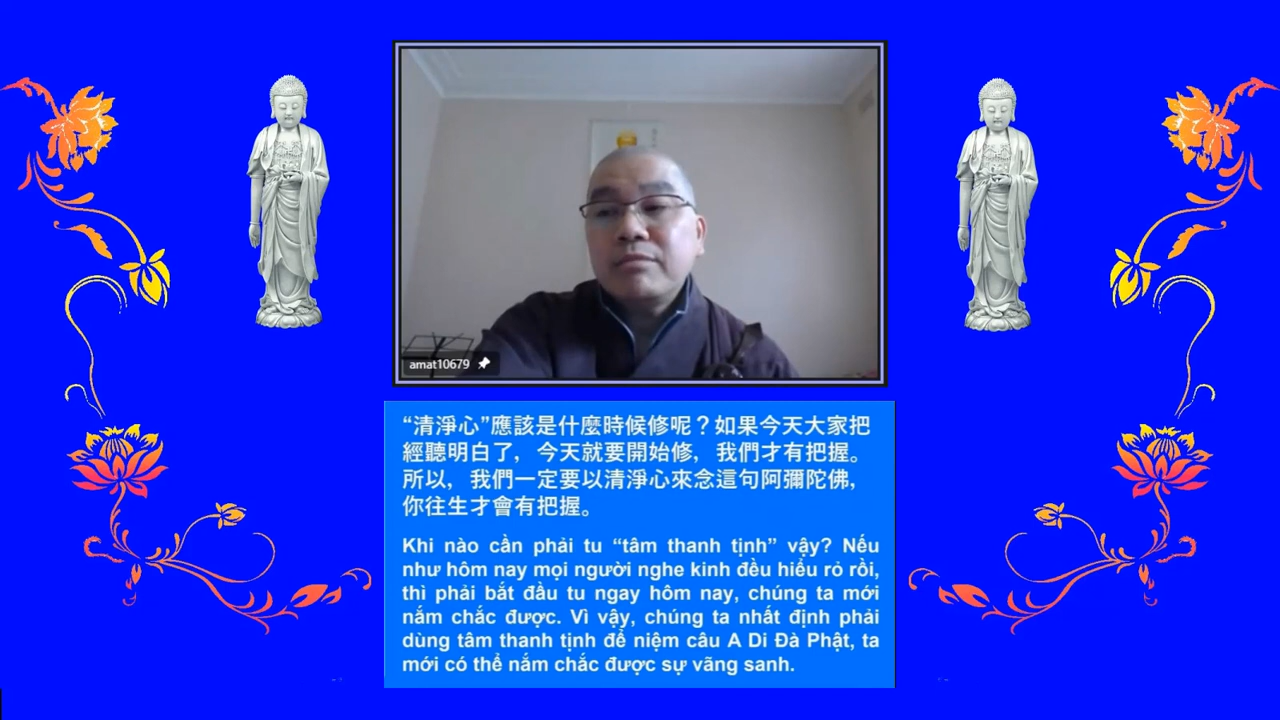 amat10679
“清淨心”應該是什麼時候修呢？如果今天大家把
經聽明白了，今天就要開始修，我們才有把握。
所以，我們一定要以清淨心來念這句阿彌陀佛，
你往生才會有把握。
Khi nào cần phải tu “tâm thanh tịnh” vậy? Nếu
như hôm nay mọi người nghe kinh đều hiểu rõ rồi,
thì phải bắt đầu tu ngay hôm nay, chúng ta mới
nắm chắc được. Vì vậy, chúng ta nhất định phải
dùng tâm thanh tịnh để niệm câu A Di Đà Phật, ta
mới có thể nắm chắc được sự vãng sanh.